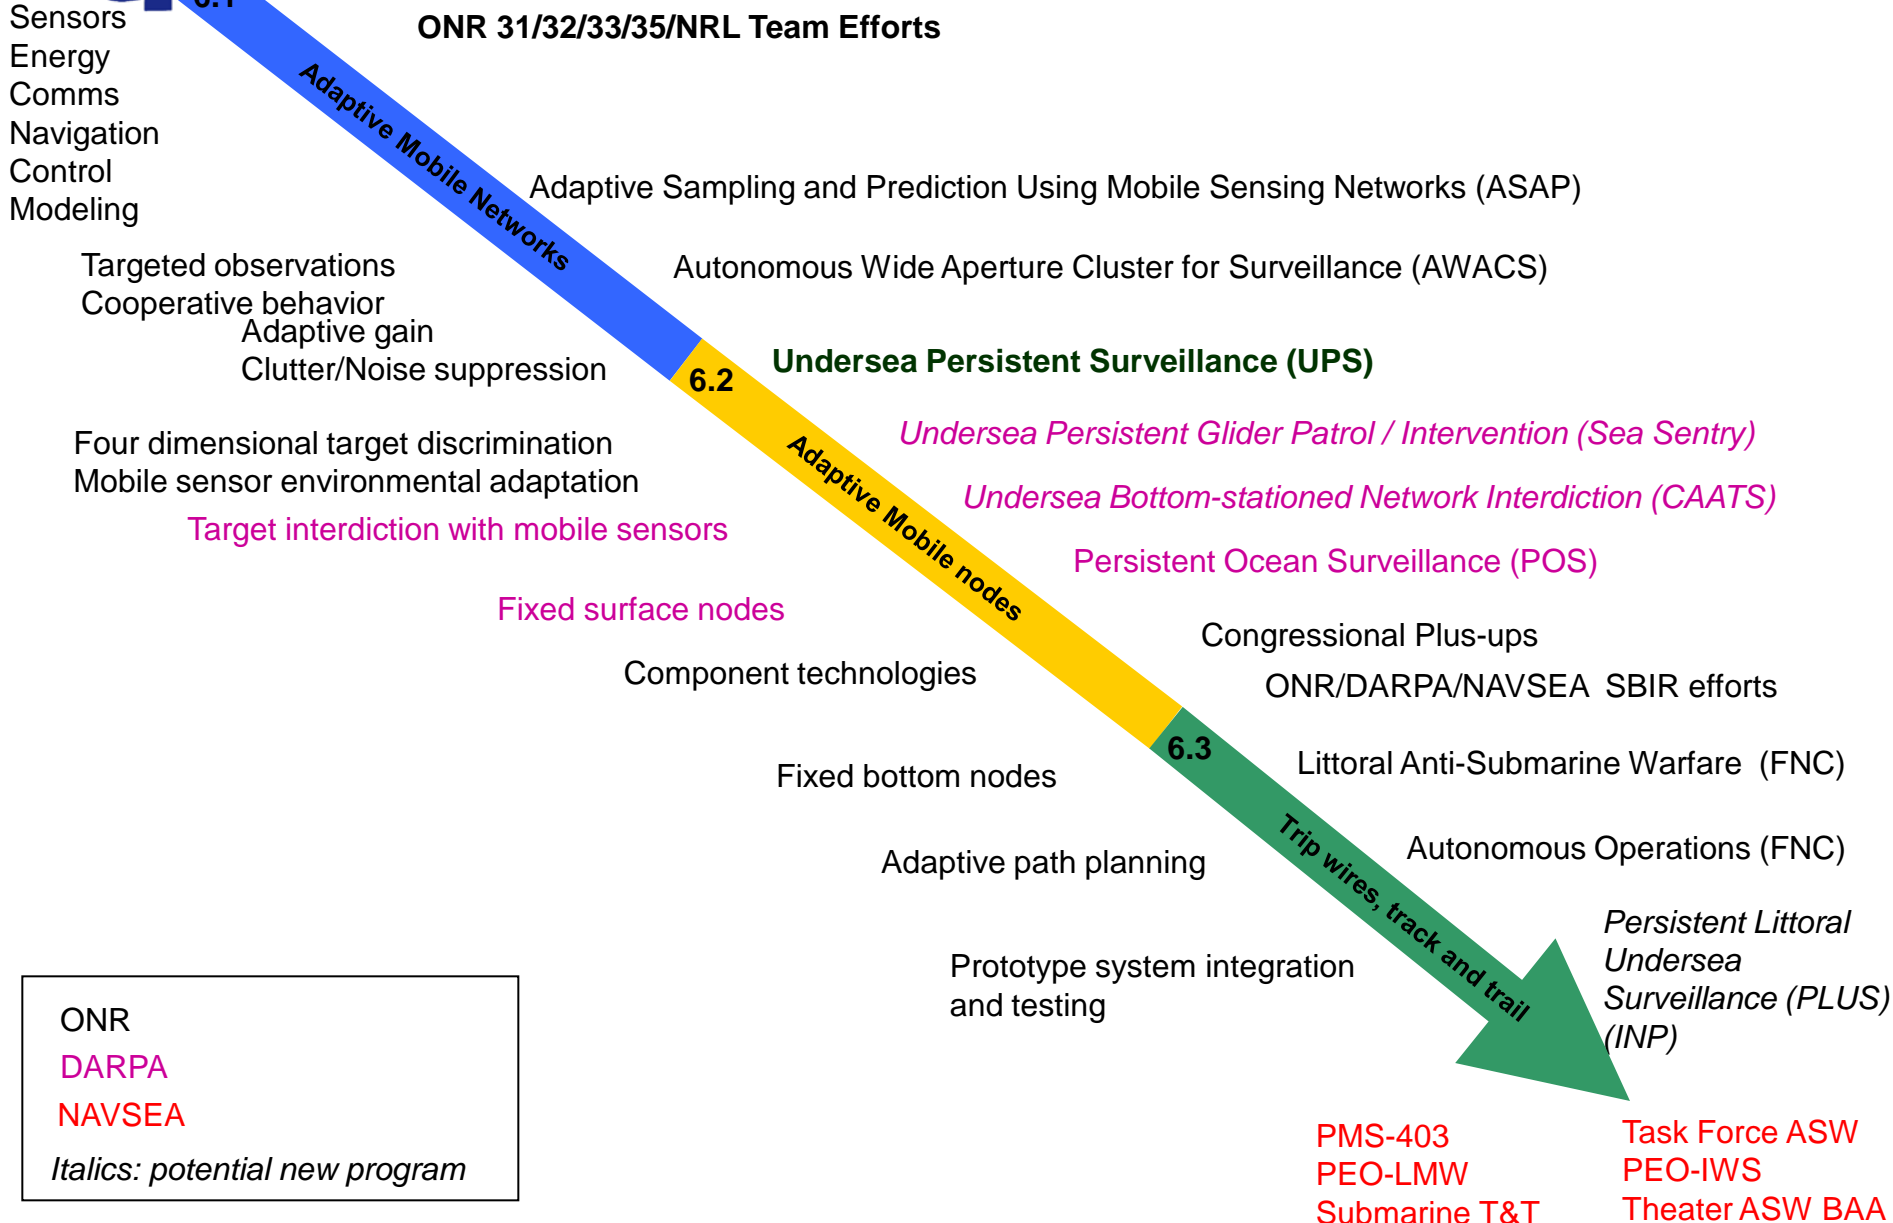 6.1
Sensors
Energy
Comms
Navigation
Control
Modeling
ONR 31/32/33/35/NRL Team Efforts
Adaptive Mobile Networks
Adaptive Sampling and Prediction Using Mobile Sensing Networks (ASAP)
Targeted observations
Cooperative behavior
Autonomous Wide Aperture Cluster for Surveillance (AWACS)
Adaptive gain
Clutter/Noise suppression
6.2
Undersea Persistent Surveillance (UPS)
Four dimensional target discrimination
Mobile sensor environmental adaptation
Undersea Persistent Glider Patrol / Intervention (Sea Sentry)
Adaptive Mobile nodes
Undersea Bottom-stationed Network Interdiction (CAATS)
Target interdiction with mobile sensors
Persistent Ocean Surveillance (POS)
Fixed surface nodes
Congressional Plus-ups
Component technologies
ONR/DARPA/NAVSEA SBIR efforts
6.3
Fixed bottom nodes
Littoral Anti-Submarine Warfare (FNC)
Trip wires, track and trail
Adaptive path planning
Autonomous Operations (FNC)
Prototype system integration
and testing
Persistent Littoral
Undersea
Surveillance (PLUS)
(INP)
ONR
DARPA
NAVSEA
Italics: potential new program
PMS-403
PEO-LMW
Submarine T&T
Task Force ASW
PEO-IWS
Theater ASW BAA